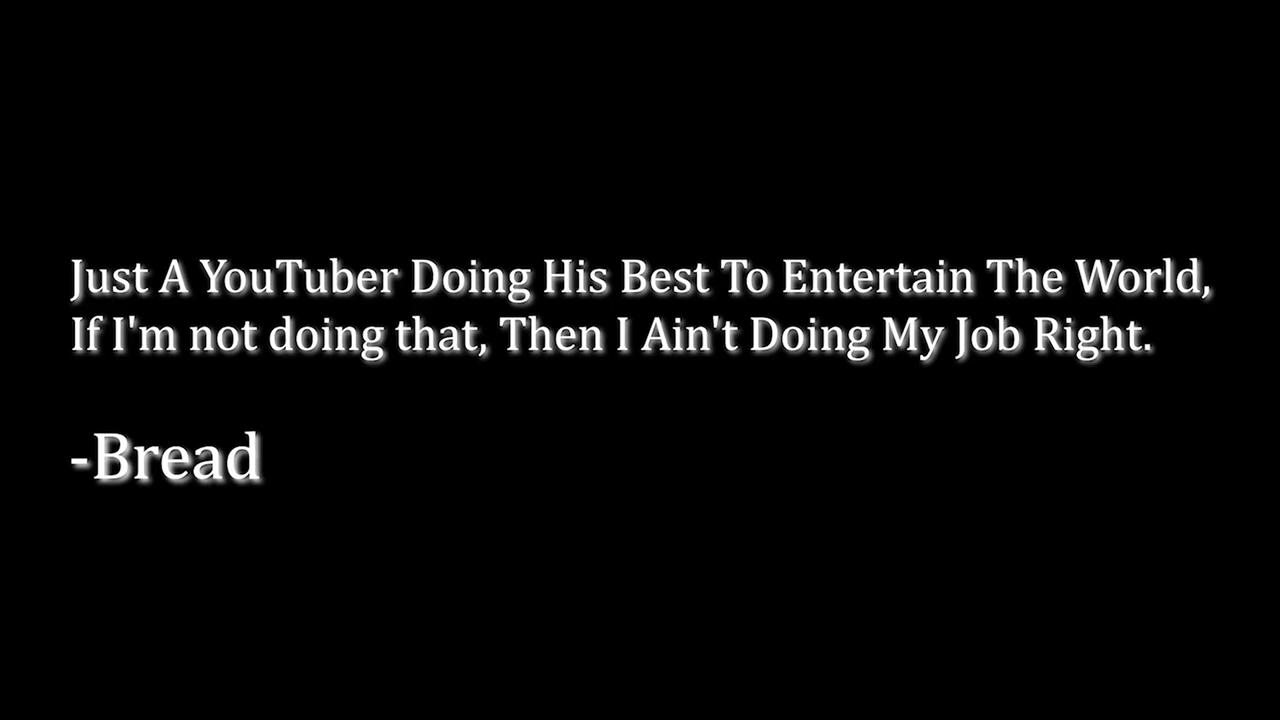 Just A YouTuber Doing His Best To Entertain The World,
If I'm not doing that, Then I Ain't Doing My Job Right.
-Bread